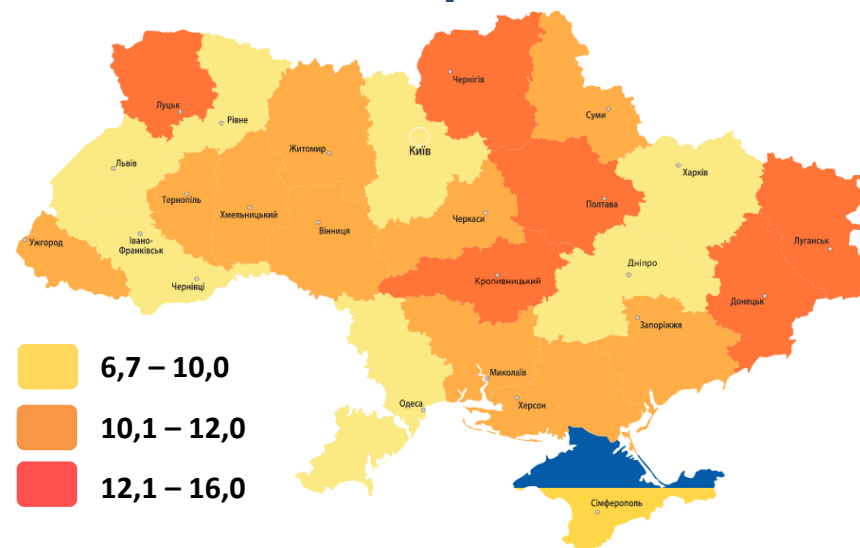 Чернігів
Луцьк
Суми
Рівне
Київ
Житомир
Львів
Харків
Тернопіль
Полтава
Хмельницький
Черкаси
Вінниця
Ужгород
Івано-
Франківськ
Луганськ
Дніпро
Кропивницький
Чернівці
Донецьк
Запоріжжя
6,7 – 10,0
Миколаїв
Одеса
Херсон
10,1 – 12,0
12,1 – 16,0
Сімферополь